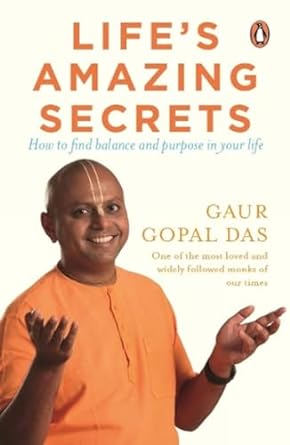 LIFE'S
AMAZING
SECRETS
How to find balance and purpose in your life
GAUR
GOPAL DAS
One of the most loved and
widely followed monks of
our times